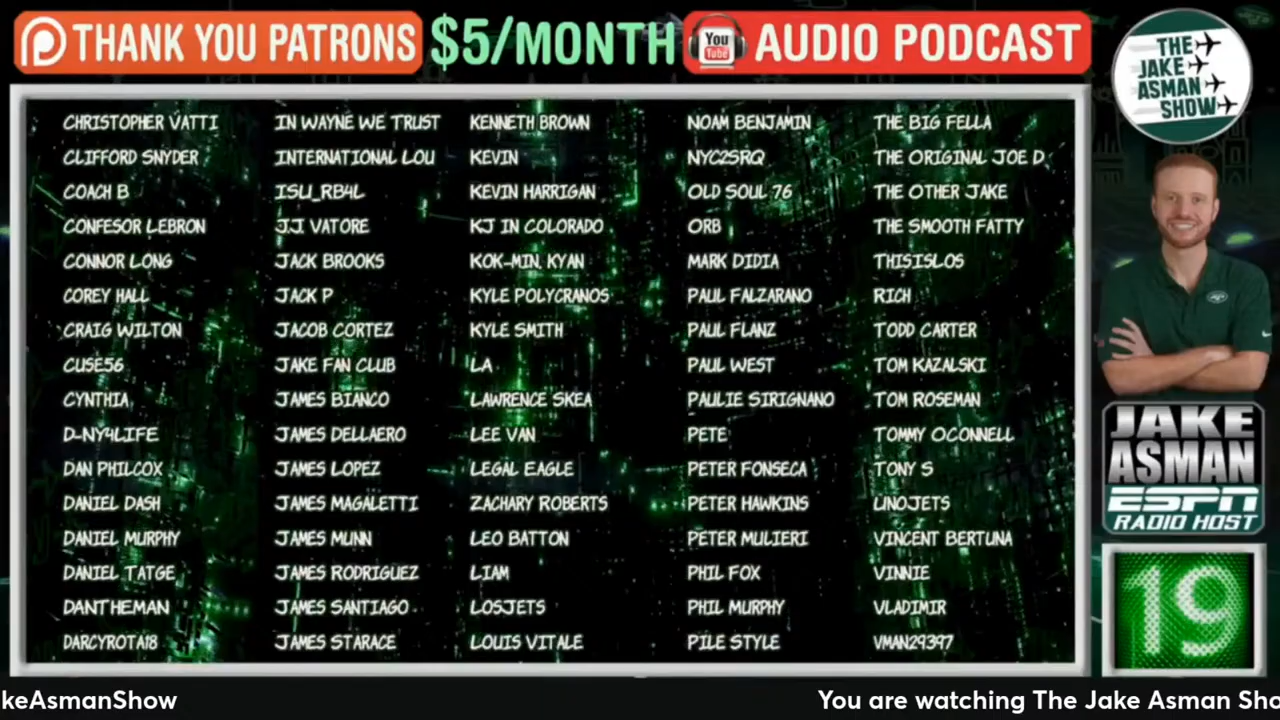 THANK YOU PATRONS $5/MONTH You Tube AUDIO PODCAST
THE
JAKE
ASMAN
SHOW
CHRISTOPHER VATTI
CLIFFORD SNYDER
COACH B
CONFESOR LEBRON
CONNOR LONG
COREY HALL
CRAIG WILTON
CUSE56
CYNTHIA
D-NY4LIFE
DAN PHILCOX
DANIEL DASH
DANIEL MURPHY
DANIEL TATGE
DANTHEMAN
DARCYROTA18
IN WAYNE WE TRUST
INTERNATIONAL LOU
ISLI_RB4L
J.J. VATORE
JACK BROOKS
JACK P
JACOB CORTEZ
JAKE FAN CLUB
JAMES BIANCO
JAMES DELLAERO
JAMES LOPEZ
JAMES MAGALETTI
JAMES MUNN
JAMES RODRIGUEZ
JAMES SANTIAGO
JAMES STARACE
KENNETH BROWN
KEVIN
KEVIN HARRIGAN
KJ IN COLORADO
KOK-MIN. KYAN
KYLE POLYCRANOS
KYLE SMITH
LA
LAWRENCE SKEA
LEE VAN
LEGAL EAGLE
ZACHARY ROBERTS
LEO BATTON
LIAM
LOSJETS
LOUIS VITALE
NOAM BENJAMIN
NYC2SRQ
OLD SOUL 76
ORB
MARK DIDIA
PAUL FALZARANO
PAUL FLANZ
PAUL WEST
PAULIE SIRIGNANO
PETE
PETER FONSECA
PETER HAWKINS
PETER MULIERI
PHIL FOX
PHIL MURPHY
PILE STYLE
THE BIG FELLA
THE ORIGINAL JOE D
THE OTHER JAKE
THE SMOOTH FATTY
THISISLOS
RICH
TODD CARTER
TOM KAZALSKI
TOM ROSEMAN
TOMMY OCONNELL
TONY S
LINOJETS
VINCENT BERTUNA
VINNIE
VLADIMIR
VMAN29397
JAKE
ASMAN
ESPN
RADIO HOST
19
keAsmanShow
You are watching The Jake Asman Sho